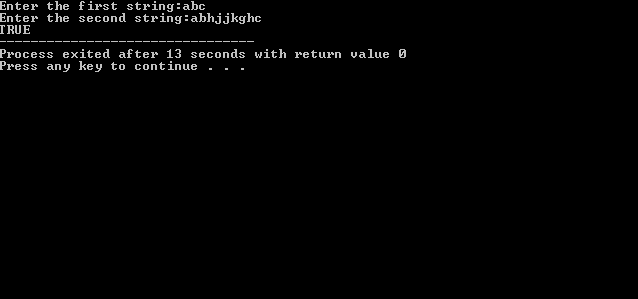 Enter the first string:abc
Enter the second string:abhjjkghc
TRUE
--------------------------------
Process exited after 13 seconds with return value 0
Press any key to continue . . .